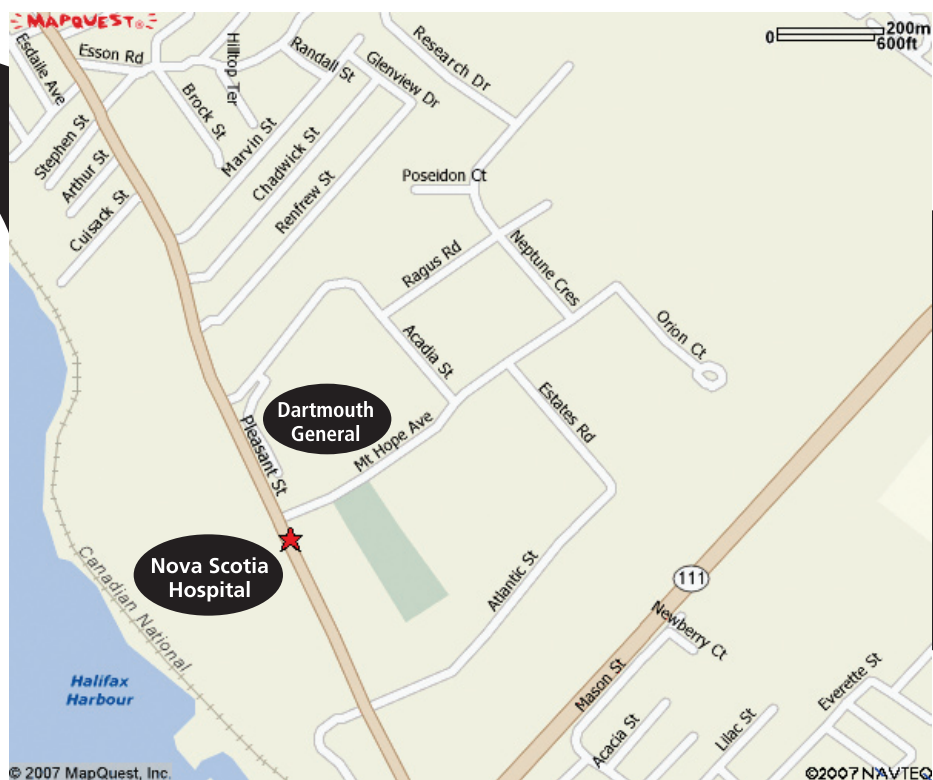 MAPQUEST®
0 200m
600ft
Esdaile Ave
Esson Rd
Hilltop Ter
Randall St
Glenview Dr
Research Dr
Brock St
Stephen St
Arthur St
Marvin St
Chadwick St
Renfrew St
Cuisack St
Poseidon Ct
Ragus Rd
Neptune Cres
Orion Ct
Acadia St
Estates Rd
Dartmouth
General
Pleasant St
Mt Hope Ave
Nova Scotia
Hospital
Canadian National
Atlantic St
111
Newberry Ct
Mason St
Halifax
Harbour
Acacia St
Lilac St
Everette St
© 2007 MapQuest, Inc.
©2007 NAVTEQ